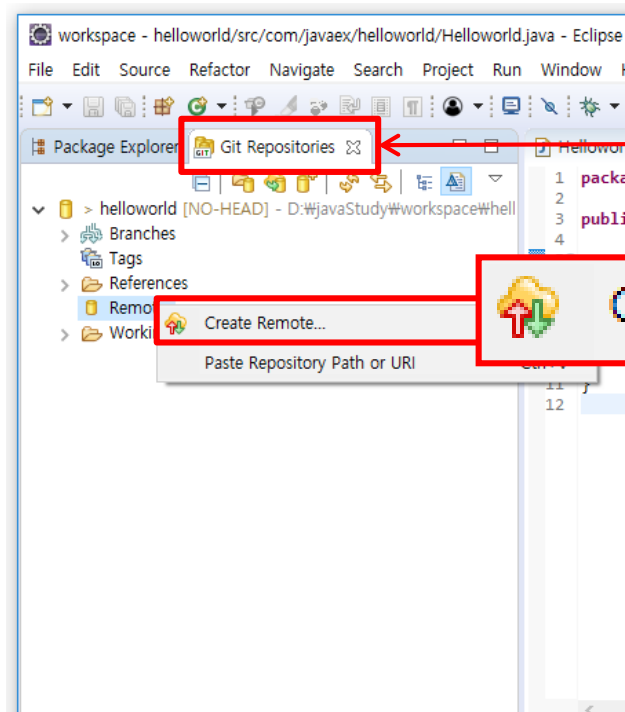 workspace - helloworld/src/com/javaex/helloworld/Helloworld.java - Eclipse
File Edit Source Refactor Navigate Search Project Run Window
Package Explorer Git Repositories
> helloworld [NO-HEAD] - D:₩javaStudy₩workspace₩hell
Branches
Tags
References
Remot
Create Remote...
Worki
Paste Repository Path or URI
1 packa
2
3 publi
4
11 }
12